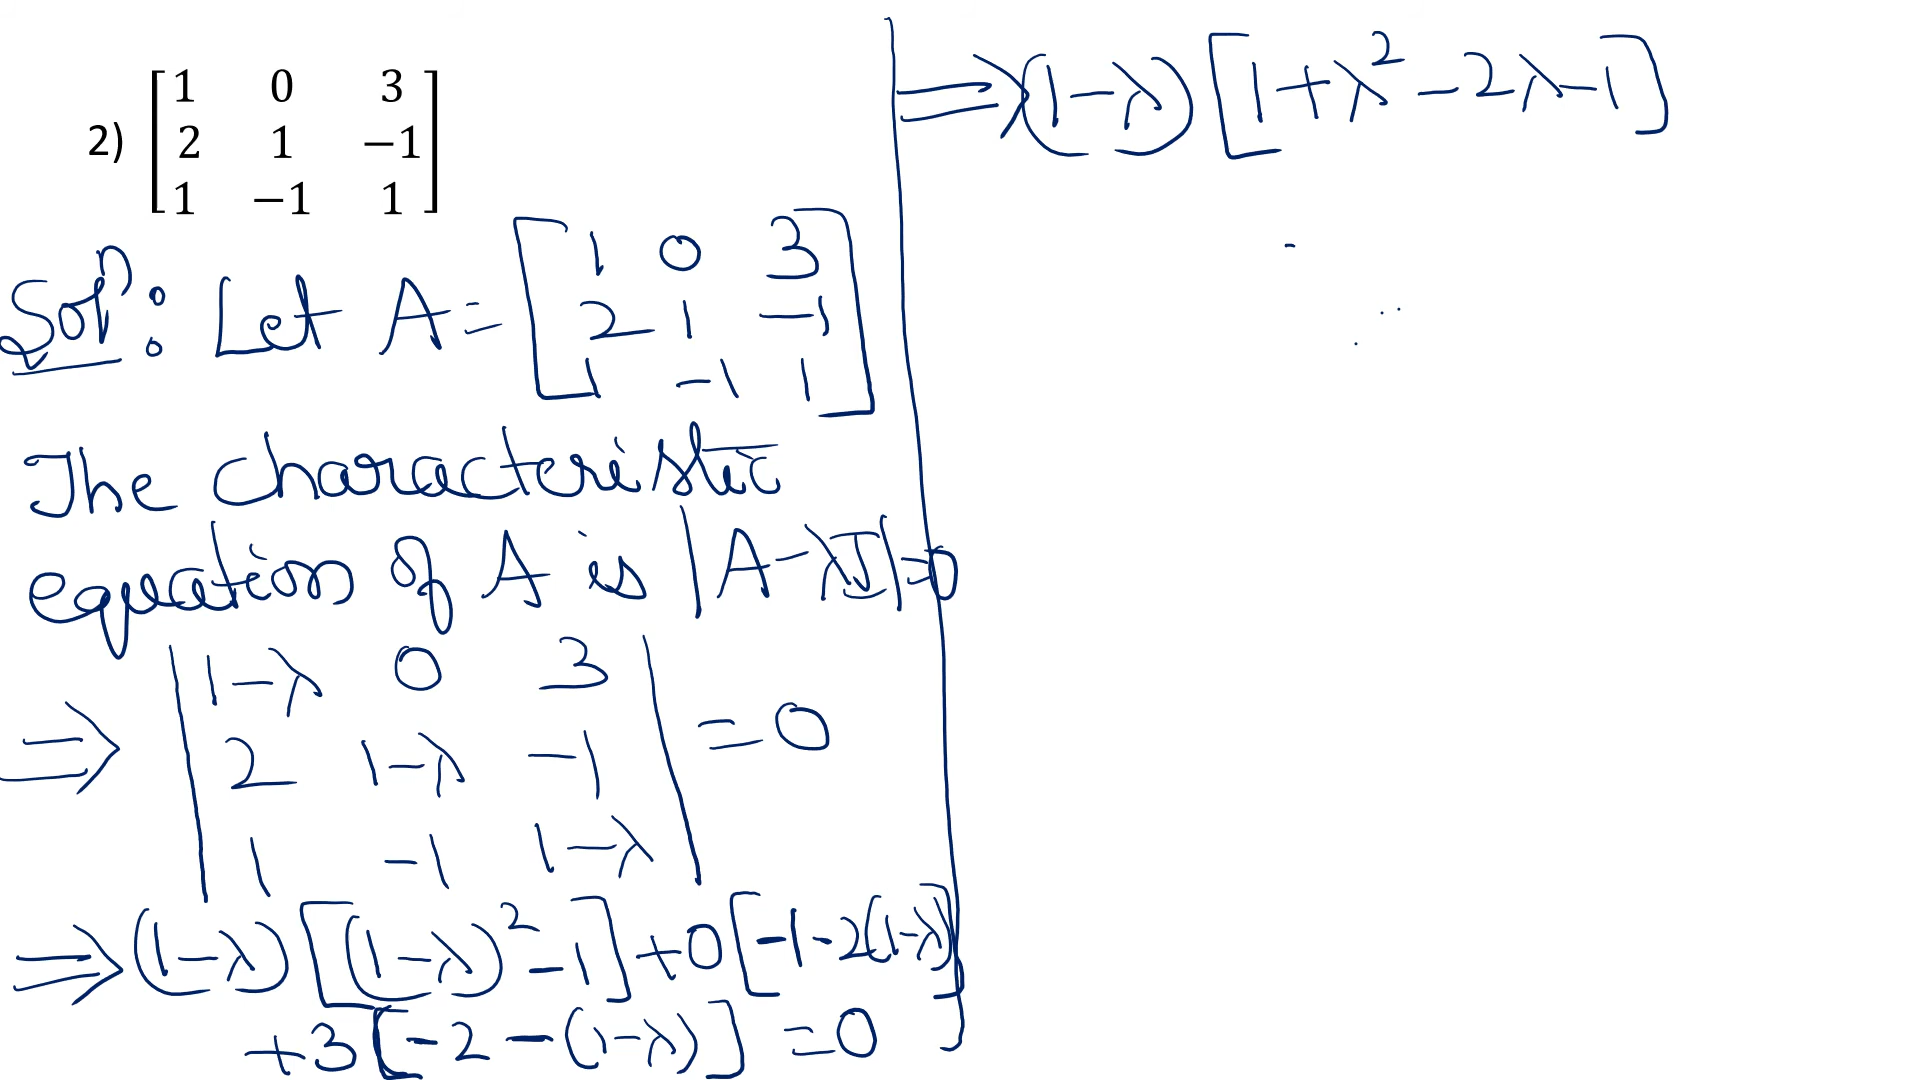 2) [1 0 3
2 1 −1
1 −1 1]
Solⁿ: Let A = [1 0 3
2 1 −1
1 −1 1]
The characteristic
equation of A is |A−λI|=0
⇒ |1−λ 0 3
2 1−λ −1
1 −1 1−λ| = 0
⇒ (1−λ)[(1−λ)²−1]+0[−1−2(1−λ)]
+3[−2−(1−λ)] =0
⇒ (1−λ)[1+λ²−2λ−1]